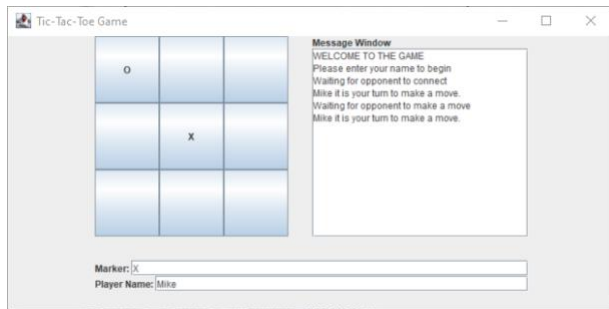 Tic-Tac-Toe Game
O
X
Message Window
WELCOME TO THE GAME
Please enter your name to begin
Waiting for opponent to connect
Mike it is your turn to make a move.
Waiting for opponent to make a move
Mike it is your turn to make a move.
Marker: X
Player Name: Mike